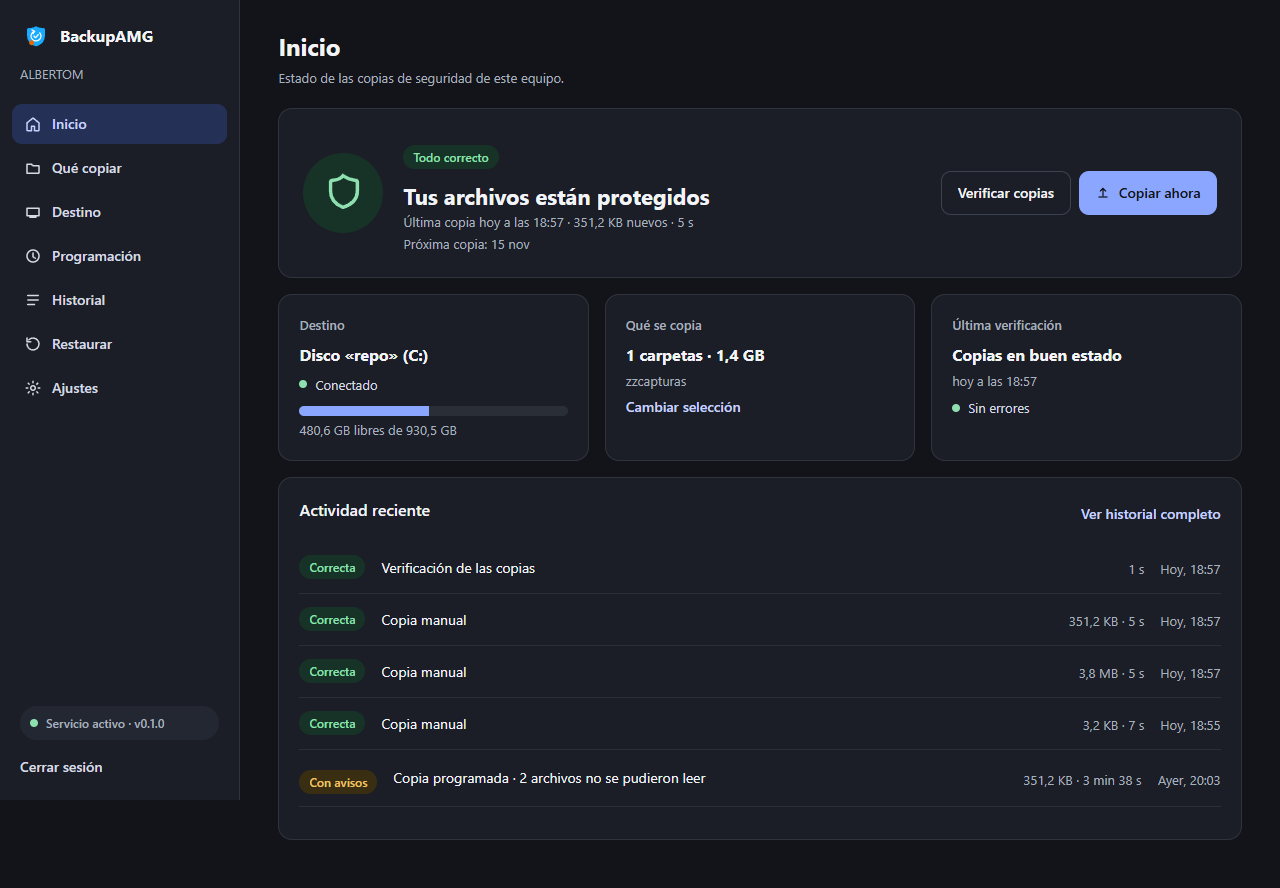 BackupAMG
ALBERTOM
Inicio
Qué copiar
Destino
Programación
Historial
Restaurar
Ajustes
Servicio activo · v0.1.0
Cerrar sesión
Inicio
Estado de las copias de seguridad de este equipo.
Todo correcto
Tus archivos están protegidos
Última copia hoy a las 18:57 · 351,2 KB nuevos · 5 s
Próxima copia: 15 nov
Verificar copias
Copiar ahora
Destino
Disco «repo» (C:)
Conectado
480,6 GB libres de 930,5 GB
Qué se copia
1 carpetas · 1,4 GB
zzcapturas
Cambiar selección
Última verificación
Copias en buen estado
hoy a las 18:57
Sin errores
Actividad reciente
Ver historial completo
Correcta Verificación de las copias 1 s Hoy, 18:57
Correcta Copia manual 351,2 KB · 5 s Hoy, 18:57
Correcta Copia manual 3,8 MB · 5 s Hoy, 18:57
Correcta Copia manual 3,2 KB · 7 s Hoy, 18:55
Con avisos Copia programada · 2 archivos no se pudieron leer 351,2 KB · 3 min 38 s Ayer, 20:03